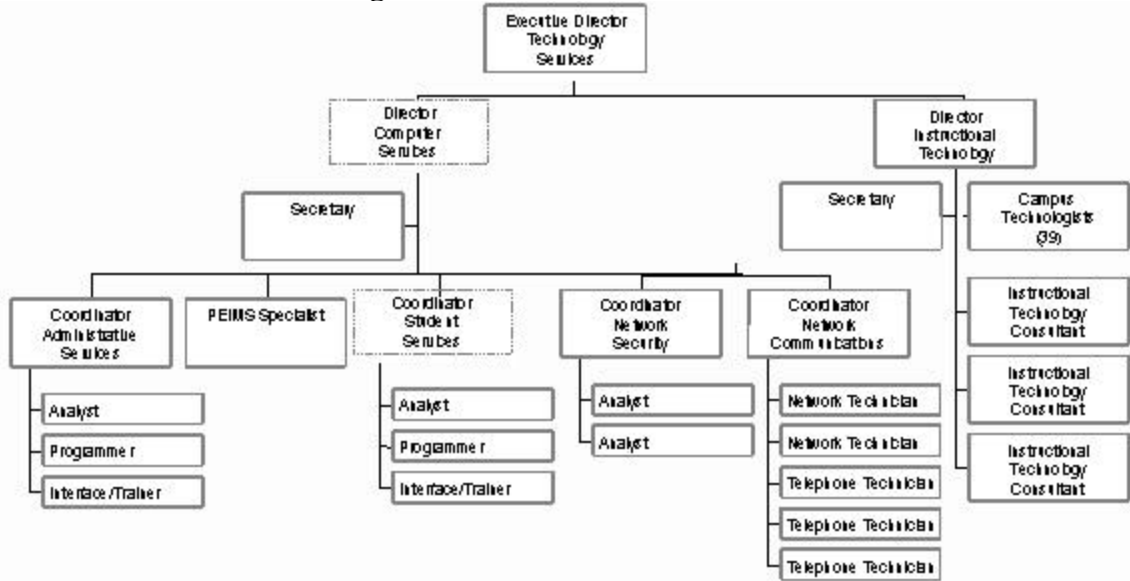 Executive Director
Technology
Services
Director
Computer
Services
Director
Instructional
Technology
Secretary
Secretary
Campus
Technologists
(39)
Coordinator
Administrative
Services
PEIMS Specialist
Coordinator
Student
Services
Coordinator
Network
Security
Coordinator
Network
Communications
Instructional
Technology
Consultant
Instructional
Technology
Consultant
Instructional
Technology
Consultant
Analyst
Programmer
Interface/Trainer
Analyst
Programmer
Interface/Trainer
Analyst
Analyst
Network Technician
Network Technician
Telephone Technician
Telephone Technician
Telephone Technician